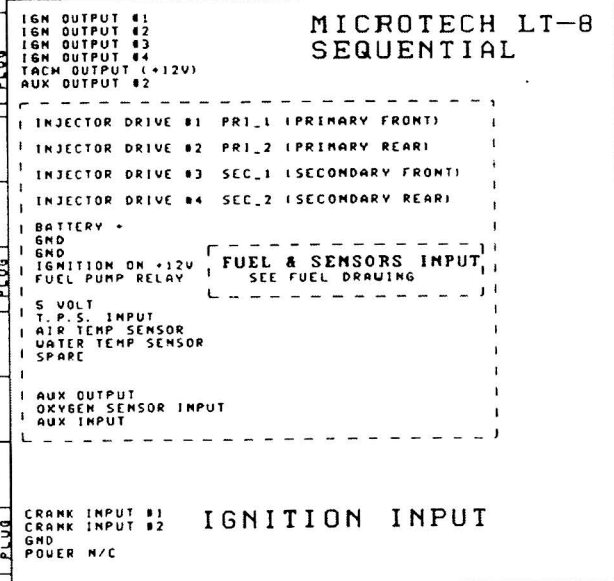 MICROTECH LT-8
SEQUENTIAL
IGN OUTPUT #1
IGN OUTPUT #2
IGN OUTPUT #3
IGN OUTPUT #4
TACH OUTPUT (+12V)
AUX OUTPUT #2
INJECTOR DRIVE #1 PRI_1 (PRIMARY FRONT)
INJECTOR DRIVE #2 PRI_2 (PRIMARY REAR)
INJECTOR DRIVE #3 SEC_1 (SECONDARY FRONT)
INJECTOR DRIVE #4 SEC_2 (SECONDARY REAR)
BATTERY +
GND
GND
IGNITION ON +12V
FUEL PUMP RELAY
FUEL & SENSORS INPUT
SEE FUEL DRAWING
5 VOLT
T.P.S. INPUT
AIR TEMP SENSOR
WATER TEMP SENSOR
SPARE
AUX OUTPUT
OXYGEN SENSOR INPUT
AUX INPUT
CRANK INPUT #1
CRANK INPUT #2
GND
POWER N/C
IGNITION INPUT
PLUG
PLUG
PLUG